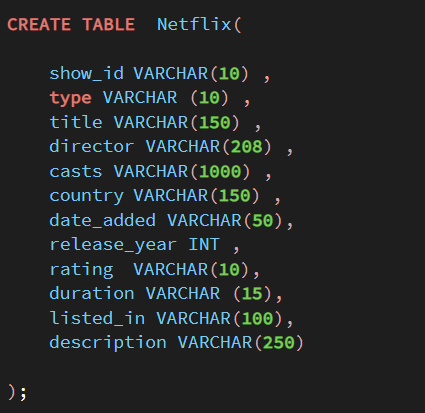 CREATE TABLE  Netflix(
show_id VARCHAR(10) ,
type VARCHAR (10) ,
title VARCHAR(150) ,
director VARCHAR(208) ,
casts VARCHAR(1000) ,
country VARCHAR(150) ,
date_added VARCHAR(50),
release_year INT ,
rating  VARCHAR(10),
duration VARCHAR (15),
listed_in VARCHAR(100),
description VARCHAR(250)
);